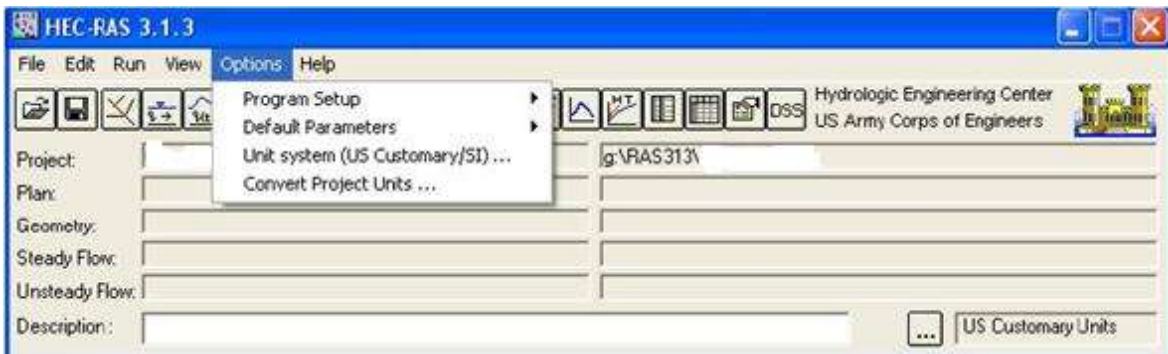 HEC-RAS 3.1.3
File Edit Run View Options Help
Program Setup
Default Parameters
Unit system (US Customary/SI) ...
Convert Project Units ...
HT
DSS
Hydrologic Engineering Center
US Army Corps of Engineers
Project:
g:\RAS313\
Plan:
Geometry:
Steady Flow:
Unsteady Flow:
Description :
...
US Customary Units